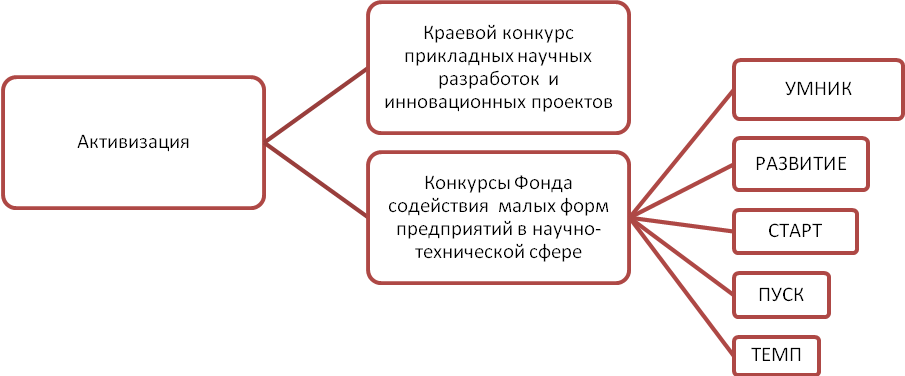 Активизация
Краевой конкурс
прикладных научных
разработок и
инновационных проектов
Конкурсы Фонда
содействия малых форм
предприятий в научно-
технической сфере
УМНИК
РАЗВИТИЕ
СТАРТ
ПУСК
ТЕМП